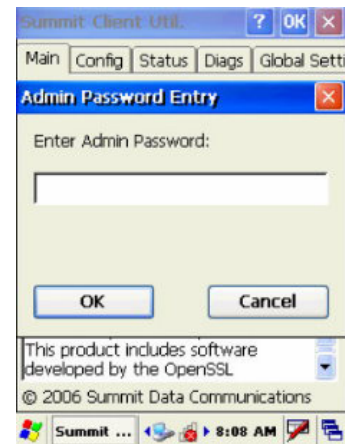 Summit Client Util. ? OK ×
Main Config Status Diags Global Setti
Admin Password Entry ×
Enter Admin Password:
OK Cancel
This product includes software
developed by the OpenSSL
© 2006 Summit Data Communications
Summit ... 8:08 AM